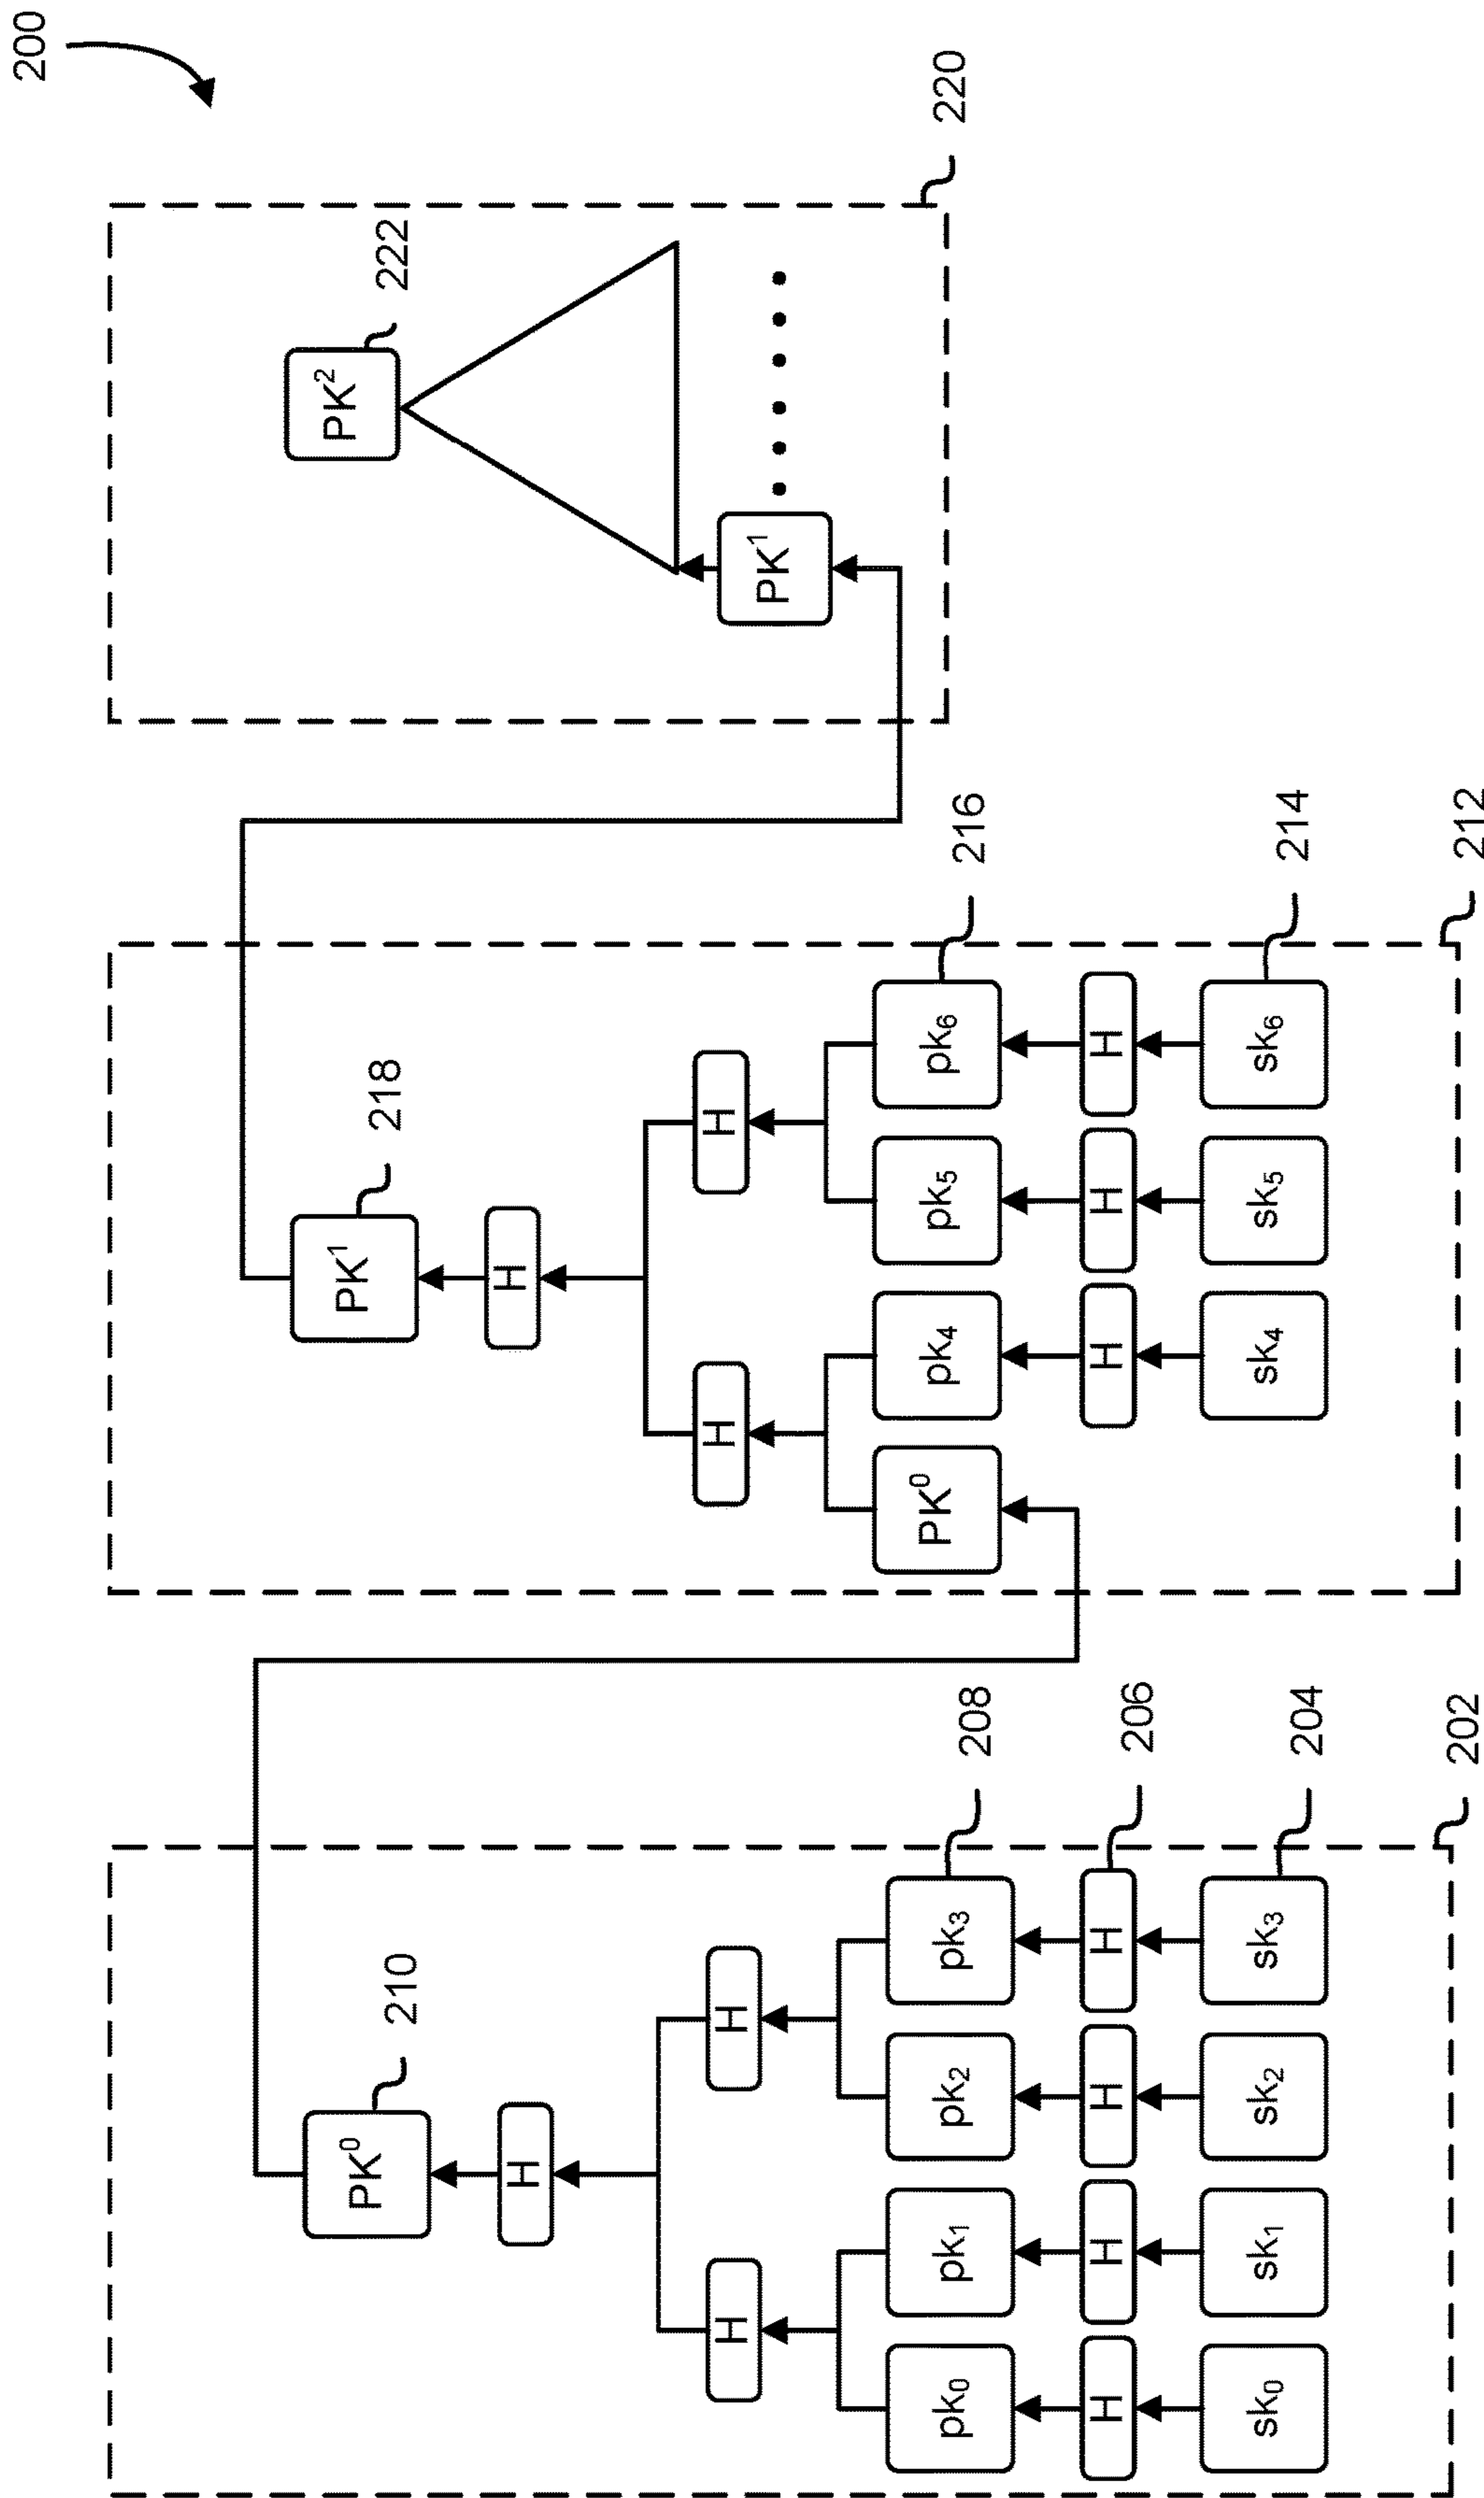 200
210
PK⁰
H
H
H
208
pk₀
pk₁
pk₂
pk₃
206
H
H
H
H
204
sk₀
sk₁
sk₂
sk₃
202
218
PK¹
H
H
H
216
PK⁰
pk₄
pk₅
pk₆
H
H
H
214
sk₄
sk₅
sk₆
212
222
PK²
PK¹
220